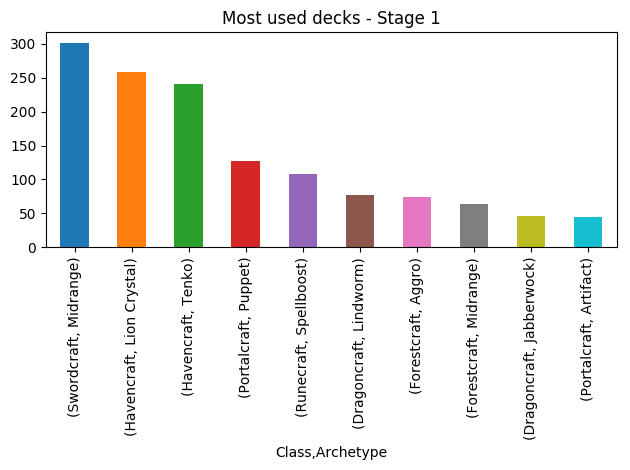 Most used decks - Stage 1
300
250
200
150
100
50
0
(Swordcraft, Midrange)
(Havencraft, Lion Crystal)
(Havencraft, Tenko)
(Portalcraft, Puppet)
(Runecraft, Spellboost)
(Dragoncraft, Lindworm)
(Forestcraft, Aggro)
(Forestcraft, Midrange)
(Dragoncraft, Jabberwock)
(Portalcraft, Artifact)
Class,Archetype